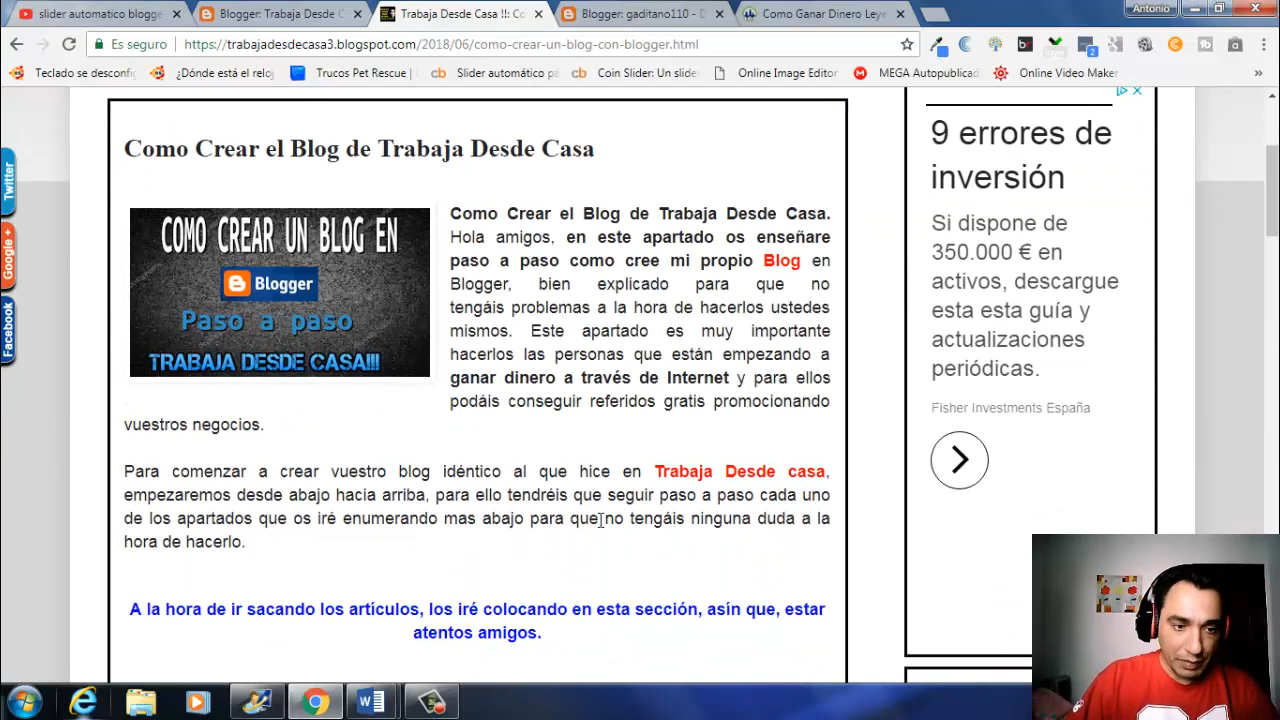 slider automatico blogge
Blogger: Trabaja Desde C
Trabaja Desde Casa !!! Co
Blogger: gaditano110 - D
Como Ganar Dinero Leye
Antonio
Es seguro
https://trabajadesdecasa3.blogspot.com/2018/06/como-crear-un-blog-con-blogger.html
Teclado se desconfig
¿Dónde está el reloj
Trucos Pet Rescue
Slider automático pa
Coin Slider: Un slide
Online Image Editor
MEGA Autopublicad
Online Video Maker
Como Crear el Blog de Trabaja Desde Casa
COMO CREAR UN BLOG EN
Blogger
Paso a paso
TRABAJA DESDE CASA!!!
Como Crear el Blog de Trabaja Desde Casa.
Hola amigos, en este apartado os enseñare
paso a paso como cree mi propio Blog en
Blogger, bien explicado para que no
tengáis problemas a la hora de hacerlos ustedes
mismos. Este apartado es muy importante
hacerlos las personas que están empezando a
ganar dinero a través de Internet y para ellos
podáis conseguir referidos gratis promocionando
vuestros negocios.
Para comenzar a crear vuestro blog idéntico al que hice en Trabaja Desde casa,
empezaremos desde abajo hacia arriba, para ello tendréis que seguir paso a paso cada uno
de los apartados que os iré enumerando mas abajo para que no tengáis ninguna duda a la
hora de hacerlo.
A la hora de ir sacando los artículos, los iré colocando en esta sección, asín que, estar
atentos amigos.
Twitter
Google +
Facebook
9 errores de
inversión
Si dispone de
350.000 € en
activos, descargue
esta esta guía y
actualizaciones
periódicas.
Fisher Investments España